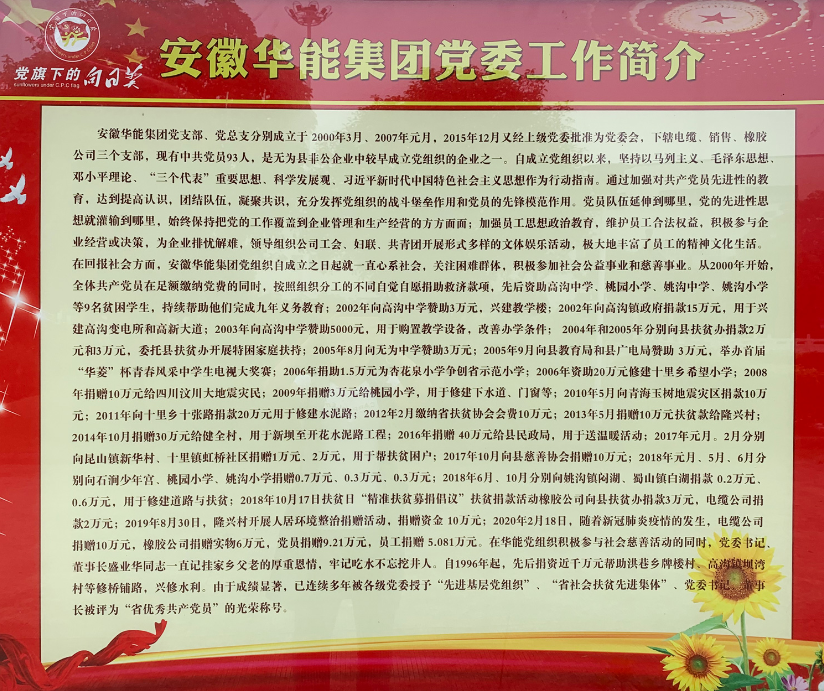 党旗下的向日葵
Sunflowers under C.P.C flag
安徽华能集团党委工作简介
安徽华能集团党支部、党总支分别成立于 2000年3月、2007年元月，2015年12月又经上级党委批准为党委会，下辖电缆、销售、橡胶
公司三个支部，现有中共党员93人，是无为县非公企业中较早成立党组织的企业之一。自成立党组织以来，坚持以马列主义、毛泽东思想、
邓小平理论、“三个代表”重要思想、科学发展观、习近平新时代中国特色社会主义思想作为行动指南。通过加强对共产党员先进性的教
育，达到提高认识，团结队伍，凝聚共识，充分发挥党组织的战斗堡垒作用和党员的先锋模范作用。党员队伍延伸到哪里，党的先进性思
想就灌输到哪里，始终保持把党的工作覆盖到企业管理和生产经营的方方面面；加强员工思想政治教育，维护员工合法权益，积极参与企
业经营或决策，为企业排忧解难，领导组织公司工会、妇联、共青团开展形式多样的文体娱乐活动，极大地丰富了员工的精神文化生活。
在回报社会方面，安徽华能集团党组织自成立之日起就一直心系社会，关注困难群体，积极参加社会公益事业和慈善事业。从2000年开始，
全体共产党员在足额缴纳党费的同时，按照组织分工的不同自觉自愿捐助救济款项，先后资助高沟中学、桃园小学、姚沟中学、姚沟小学
等9名贫困学生，持续帮助他们完成九年义务教育；2002年向高沟中学赞助3万元，兴建教学楼；2002年向高沟镇政府捐款15万元，用于兴
建高沟变电所和高新大道；2003年向高沟中学赞助5000元，用于购置教学设备，改善办学条件； 2004年和2005年分别向县扶贫办捐款2万
元和3万元，委托县扶贫办开展特困家庭扶持；2005年8月向无为中学赞助3万元；2005年9月向县教育局和县广电局赞助 3万元，举办首届
“华菱”杯青春风采中学生电视大奖赛；2006年捐助1.5万元为杏花泉小学争创省示范小学；2006年资助20万元修建十里乡希望小学；2008
年捐赠10万元给四川汶川大地震灾民；2009年捐赠3万元给桃园小学，用于修建下水道、门窗等；2010年5月向青海玉树地震灾区捐款10万
元；2011年向十里乡十张路捐款20万元用于修建水泥路；2012年2月缴纳省扶贫协会会费10万元；2013年5月捐赠10万元扶贫款给隆兴村；
2014年10月捐赠30万元给健全村，用于新坝至开花水泥路工程；2016年捐赠 40万元给县民政局，用于送温暖活动；2017年元月。2月分别
向昆山镇新华村、十里镇虹桥社区捐赠1万元、2万元，用于帮扶贫困户；2017年10月向县慈善协会捐赠10万元；2018年元月、5月、6月分
别向石涧少年宫、桃园小学、姚沟小学捐赠0.7万元、0.3万元、0.3万元；2018年6月、10月分别向姚沟镇闷湖、蜀山镇白湖捐款 0.2万元、
0.6万元，用于修建道路与扶贫；2018年10月17日扶贫日“精准扶贫募捐倡议”扶贫捐款活动橡胶公司向县扶贫办捐款3万元，电缆公司捐
款2万元；2019年8月30日，隆兴村开展人居环境整治捐赠活动，捐赠资金 10万元；2020年2月18日，随着新冠肺炎疫情的发生，电缆公司
捐赠10万元，橡胶公司捐赠实物6万元，党员捐赠9.21万元，员工捐赠 5.081万元。在华能党组织积极参与社会慈善活动的同时，党委书记、
董事长盛业华同志一直记挂家乡父老的厚重恩情，牢记吃水不忘挖井人。自1996年起，先后捐资近千万元帮助洪巷乡牌楼村、高沟镇坝湾
村等修桥铺路，兴修水利。由于成绩显著，已连续多年被各级党委授予“先进基层党组织”、“省社会扶贫先进集体”、党委书记、董事
长被评为“省优秀共产党员”的光荣称号。